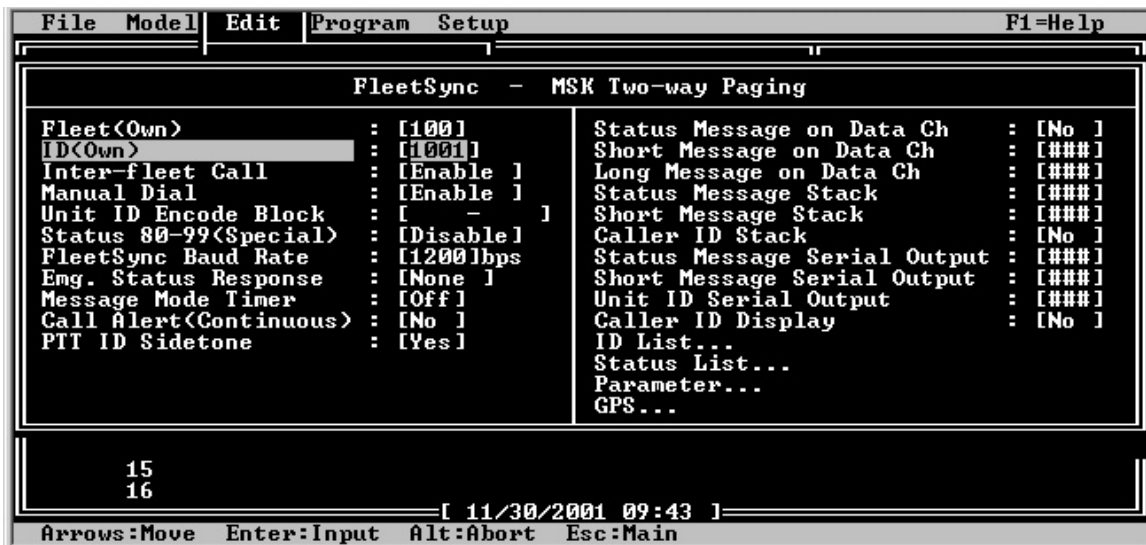 File Model Edit Program Setup F1=Help
FleetSync - MSK Two-way Paging
Fleet(Own) : [100]
ID(Own) : [1001]
Inter-fleet Call : [Enable ]
Manual Dial : [Enable ]
Unit ID Encode Block : [ - ]
Status 80-99(Special) : [Disable]
FleetSync Baud Rate : [1200]bps
Emg. Status Response : [None ]
Message Mode Timer : [Off]
Call Alert(Continuous) : [No ]
PTT ID Sidetone : [Yes]
Status Message on Data Ch : [No ]
Short Message on Data Ch : [###]
Long Message on Data Ch : [###]
Status Message Stack : [###]
Short Message Stack : [###]
Caller ID Stack : [No ]
Status Message Serial Output : [###]
Short Message Serial Output : [###]
Unit ID Serial Output : [###]
Caller ID Display : [No ]
ID List...
Status List...
Parameter...
GPS...
15
16
[ 11/30/2001 09:43 ]
Arrows:Move Enter:Input Alt:Abort Esc:Main